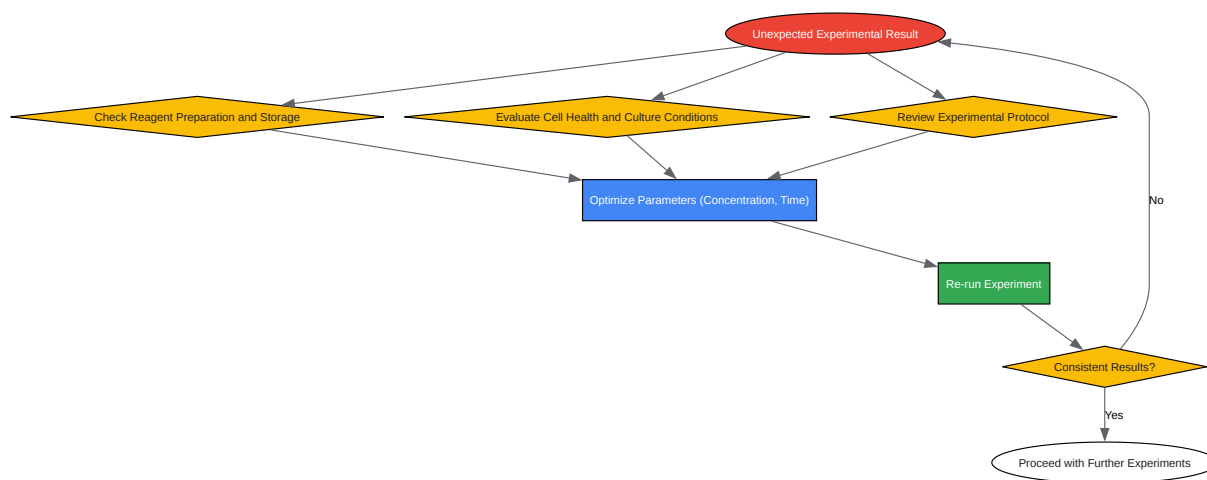 Unexpected Experimental Result
Check Reagent Preparation and Storage
Evaluate Cell Health and Culture Conditions
Review Experimental Protocol
Optimize Parameters (Concentration, Time)
No
Re-run Experiment
Consistent Results?
Yes
Proceed with Further Experiments